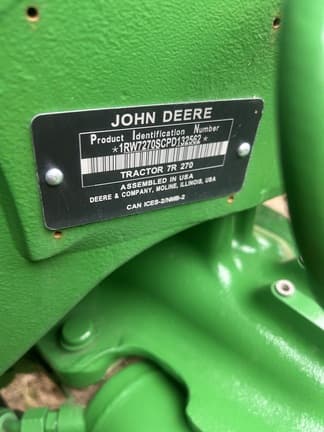 JOHN DEERE
Product Identification Number
*1RW7270SCPD132562*
TRACTOR 7R 270
ASSEMBLED IN USA
DEERE & COMPANY, MOLINE, ILLINOIS, USA
CAN ICES-2/NMB-2